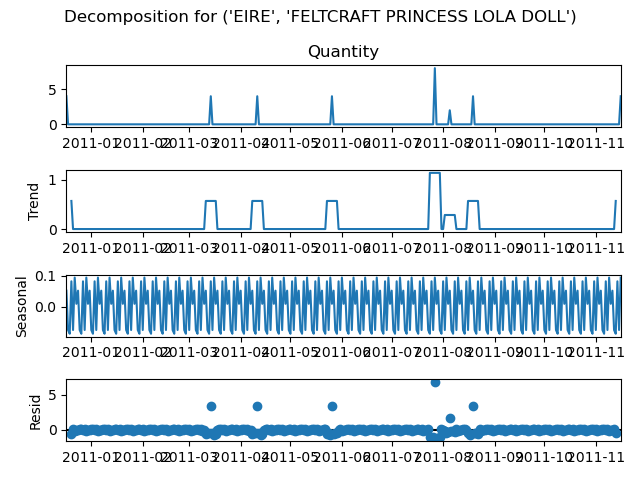 Decomposition for ('EIRE', 'FELTCRAFT PRINCESS LOLA DOLL')
Quantity
5
0
2011-01 2011-02 2011-03 2011-04 2011-05 2011-06 2011-07 2011-08 2011-09 2011-10 2011-11
Trend
1
0
2011-01 2011-02 2011-03 2011-04 2011-05 2011-06 2011-07 2011-08 2011-09 2011-10 2011-11
Seasonal
0.1
0.0
2011-01 2011-02 2011-03 2011-04 2011-05 2011-06 2011-07 2011-08 2011-09 2011-10 2011-11
Resid
5
0
2011-01 2011-02 2011-03 2011-04 2011-05 2011-06 2011-07 2011-08 2011-09 2011-10 2011-11